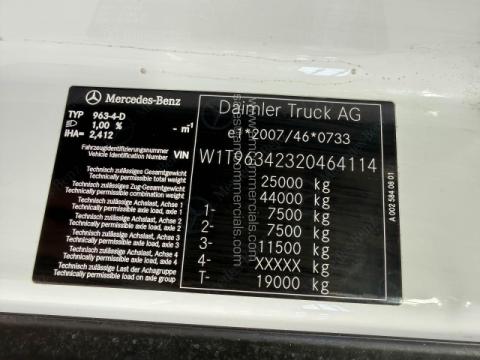 Mercedes-Benz
Daimler Truck AG
TYP 963-4-D
1,00 % - m⁻¹
iHA= 2,412
e1*2007/46*0733
Fahrzeugidentifizierungsnummer
Vehicle Identification Number VIN
W1T96342320464114
Technisch zulässiges Gesamtgewicht
Technically permissible total weight
25000 kg
Technisch zulässiges Zug-Gesamtgewicht
Technically permissible combination weight
44000 kg
Technisch zulässige Achslast, Achse 1
Technically permissible axle load, axle 1
1- 7500 kg
Technisch zulässige Achslast, Achse 2
Technically permissible axle load, axle 2
2- 7500 kg
Technisch zulässige Achslast, Achse 3
Technically permissible axle load, axle 3
3- 11500 kg
Technisch zulässige Achslast, Achse 4
Technically permissible axle load, axle 4
4- XXXXX kg
Technisch zulässige Last der Achsgruppe
Technically permissible load on axle group
T- 19000 kg
A 002 584 08 01